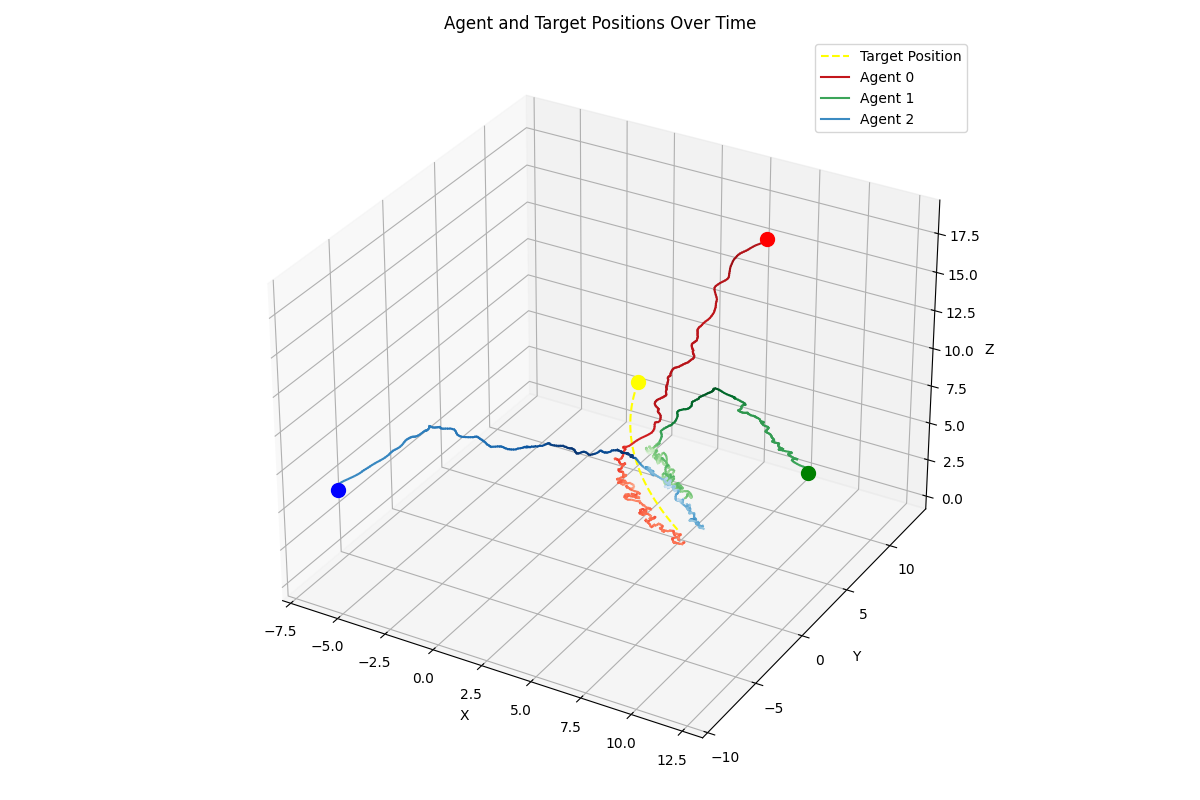 Agent and Target Positions Over Time
Target Position
Agent 0
Agent 1
Agent 2
17.5
15.0
12.5
10.0
7.5
5.0
2.5
0.0
Z
10
5
0
−5
−10
Y
−7.5
−5.0
−2.5
0.0
2.5
5.0
7.5
10.0
12.5
X